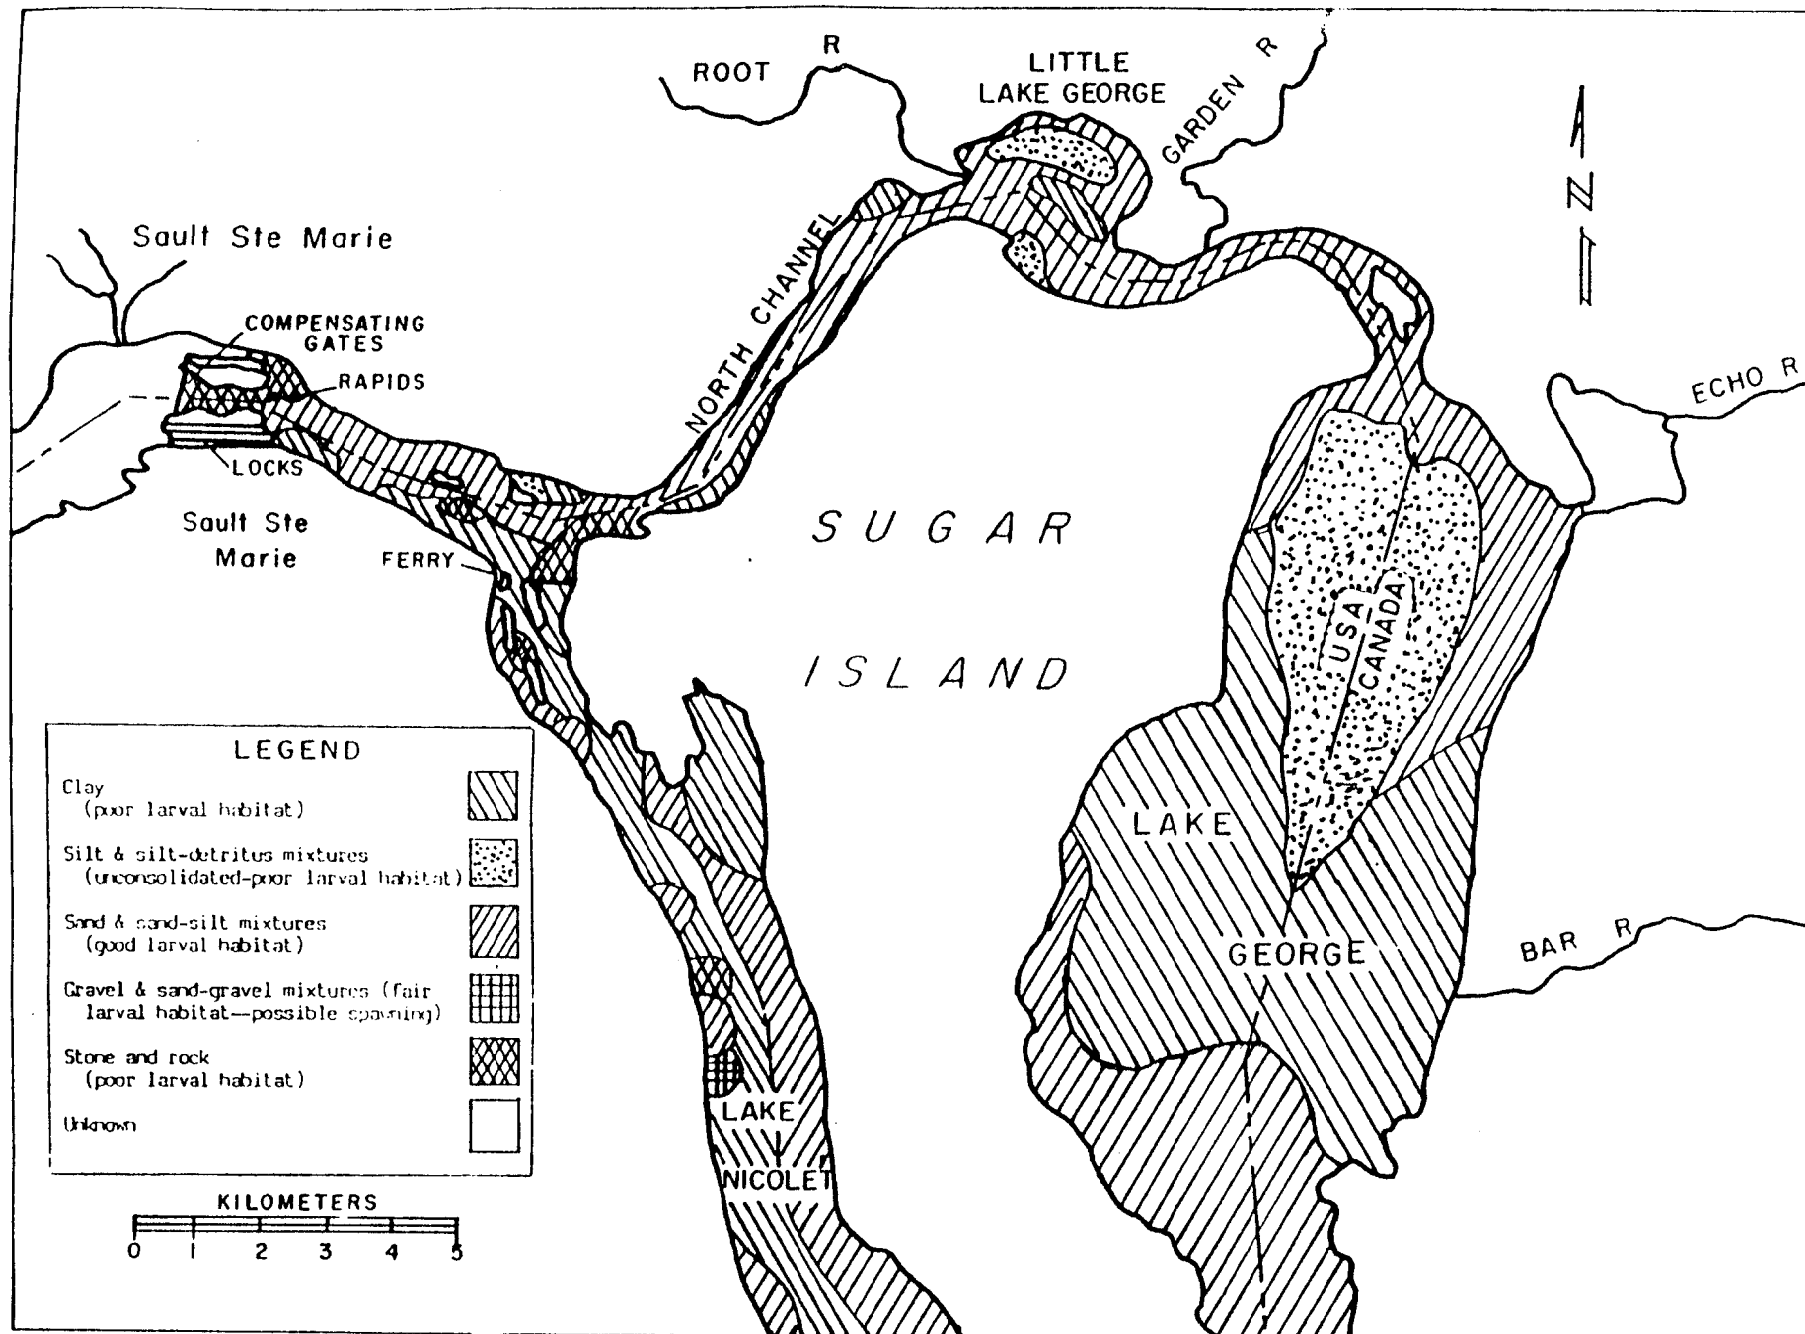 ROOT R
LITTLE
LAKE GEORGE
GARDEN R
N
Sault Ste Marie
COMPENSATING
GATES
RAPIDS
NORTH CHANNEL
ECHO R
LOCKS
Sault Ste
Marie
FERRY
SUGAR
ISLAND
USA
CANADA
LEGEND
Clay
(poor larval habitat)
Silt & silt-detritus mixtures
(unconsolidated-poor larval habitat)
Sand & sand-silt mixtures
(good larval habitat)
Gravel & sand-gravel mixtures (fair
larval habitat--possible spawning)
Stone and rock
(poor larval habitat)
Unknown
LAKE
GEORGE
BAR R
LAKE
NICOLET
KILOMETERS
0 1 2 3 4 5